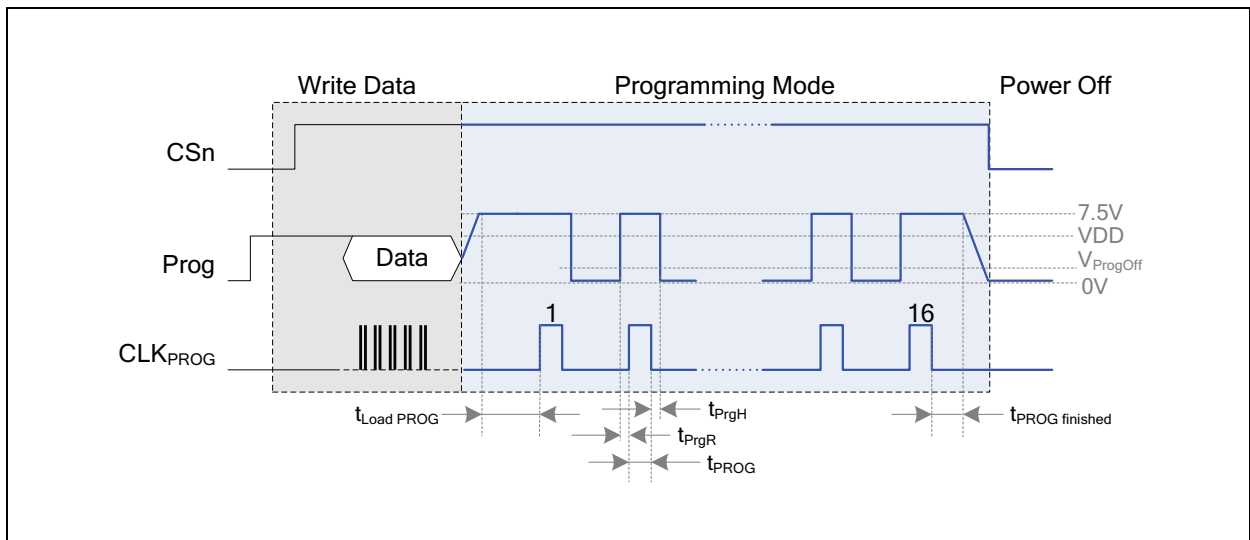 Write Data Programming Mode Power Off
CSn
7.5V
VDD
Prog Data
VProgOff
0V
1 16
CLKPROG
tLoad PROG tPrgH tPROG finished
tPrgR
tPROG